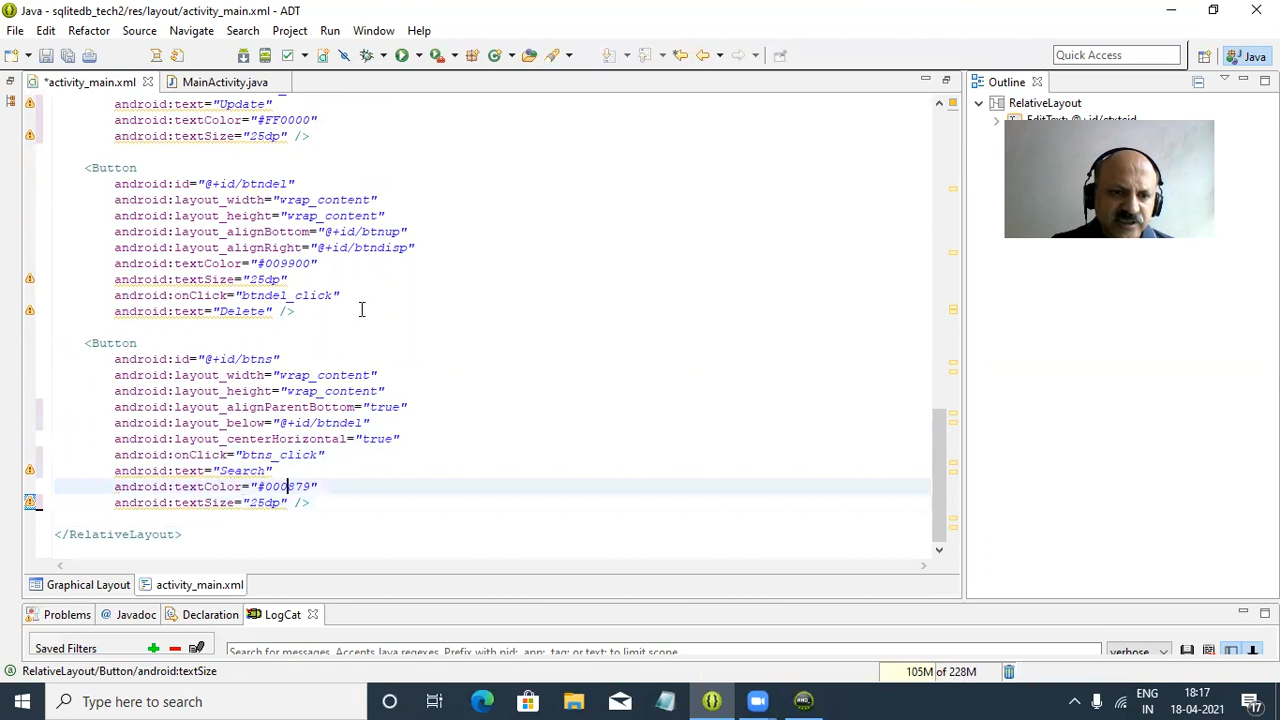 Java - sqlitedb_tech2/res/layout/activity_main.xml - ADT
File Edit Refactor Source Navigate Search Project Run Window Help
Quick Access
Java
*activity_main.xml
MainActivity.java
Outline
android:text="Update"
android:textColor="#FF0000"
android:textSize="25dp" />
<Button
android:id="@+id/btndel"
android:layout_width="wrap_content"
android:layout_height="wrap_content"
android:layout_alignBottom="@+id/btnup"
android:layout_alignRight="@+id/btndisp"
android:textColor="#009900"
android:textSize="25dp"
android:onClick="btndel_click"
android:text="Delete" />
<Button
android:id="@+id/btns"
android:layout_width="wrap_content"
android:layout_height="wrap_content"
android:layout_alignParentBottom="true"
android:layout_below="@+id/btndel"
android:layout_centerHorizontal="true"
android:onClick="btns_click"
android:text="Search"
android:textColor="#000879"
android:textSize="25dp" />
</RelativeLayout>
RelativeLayout
Graphical Layout
activity_main.xml
Problems
@ Javadoc
Declaration
LogCat
Saved Filters
Search for messages. Accepts Java regexes. Prefix with pid:, app:, tag: or text: to limit scope.
verbose
RelativeLayout/Button/android:textSize
105M of 228M
Type here to search
ENG
IN
18:17
18-04-2021
17